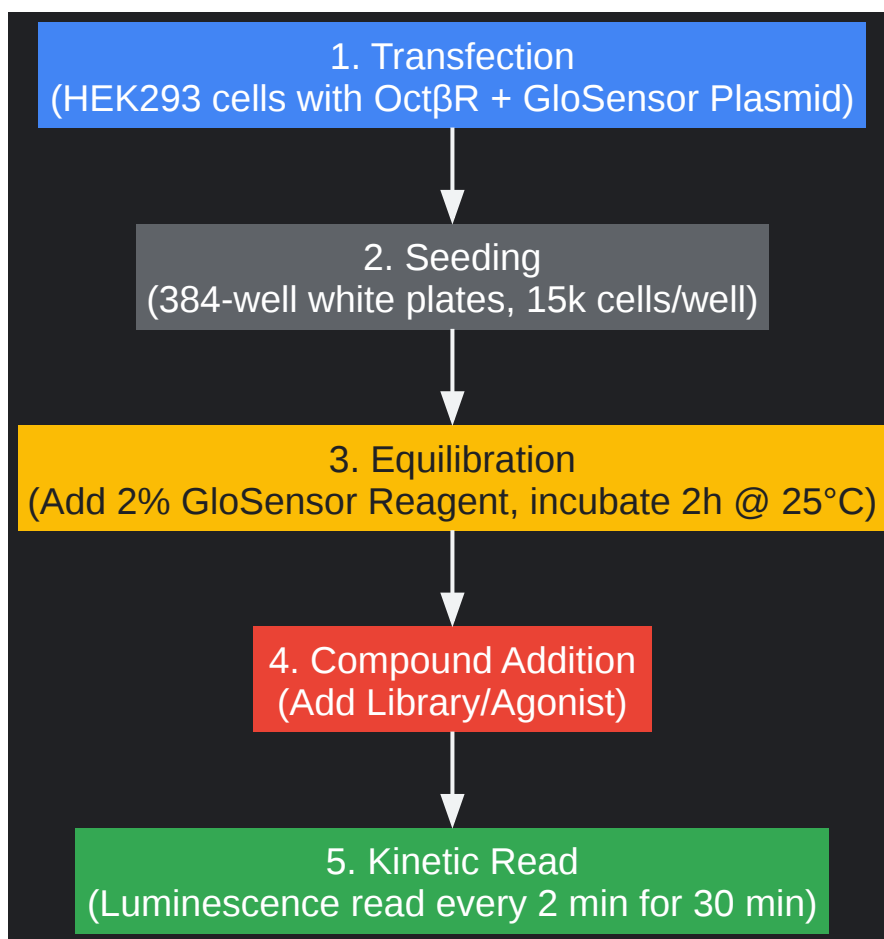 1. Transfection
(HEK293 cells with OctβR + GloSensor Plasmid)
2. Seeding
(384-well white plates, 15k cells/well)
3. Equilibration
(Add 2% GloSensor Reagent, incubate 2h @ 25°C)
4. Compound Addition
(Add Library/Agonist)
5. Kinetic Read
(Luminescence read every 2 min for 30 min)